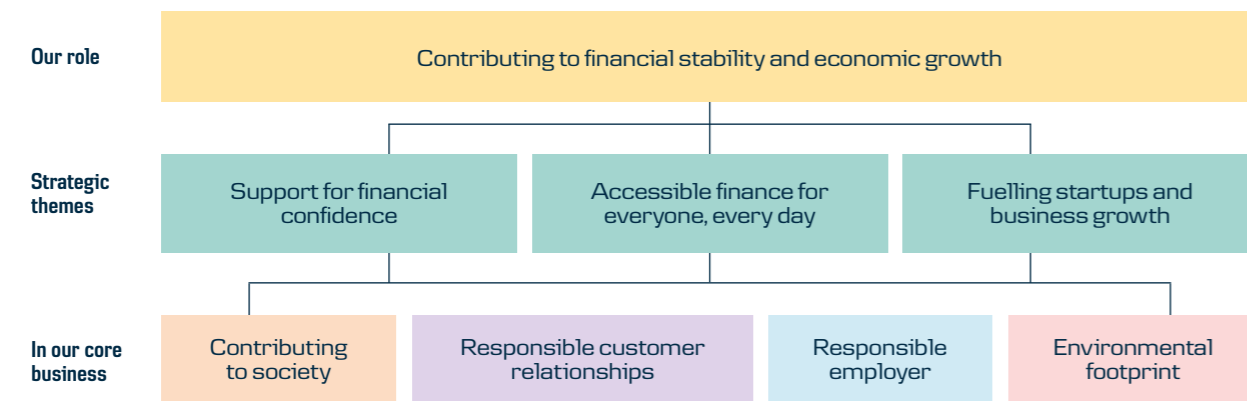 Our role
Contributing to financial stability and economic growth
Strategic
themes
Support for financial
confidence
Accessible finance for
everyone, every day
Fuelling startups and
business growth
In our core
business
Contributing
to society
Responsible customer
relationships
Responsible
employer
Environmental
footprint